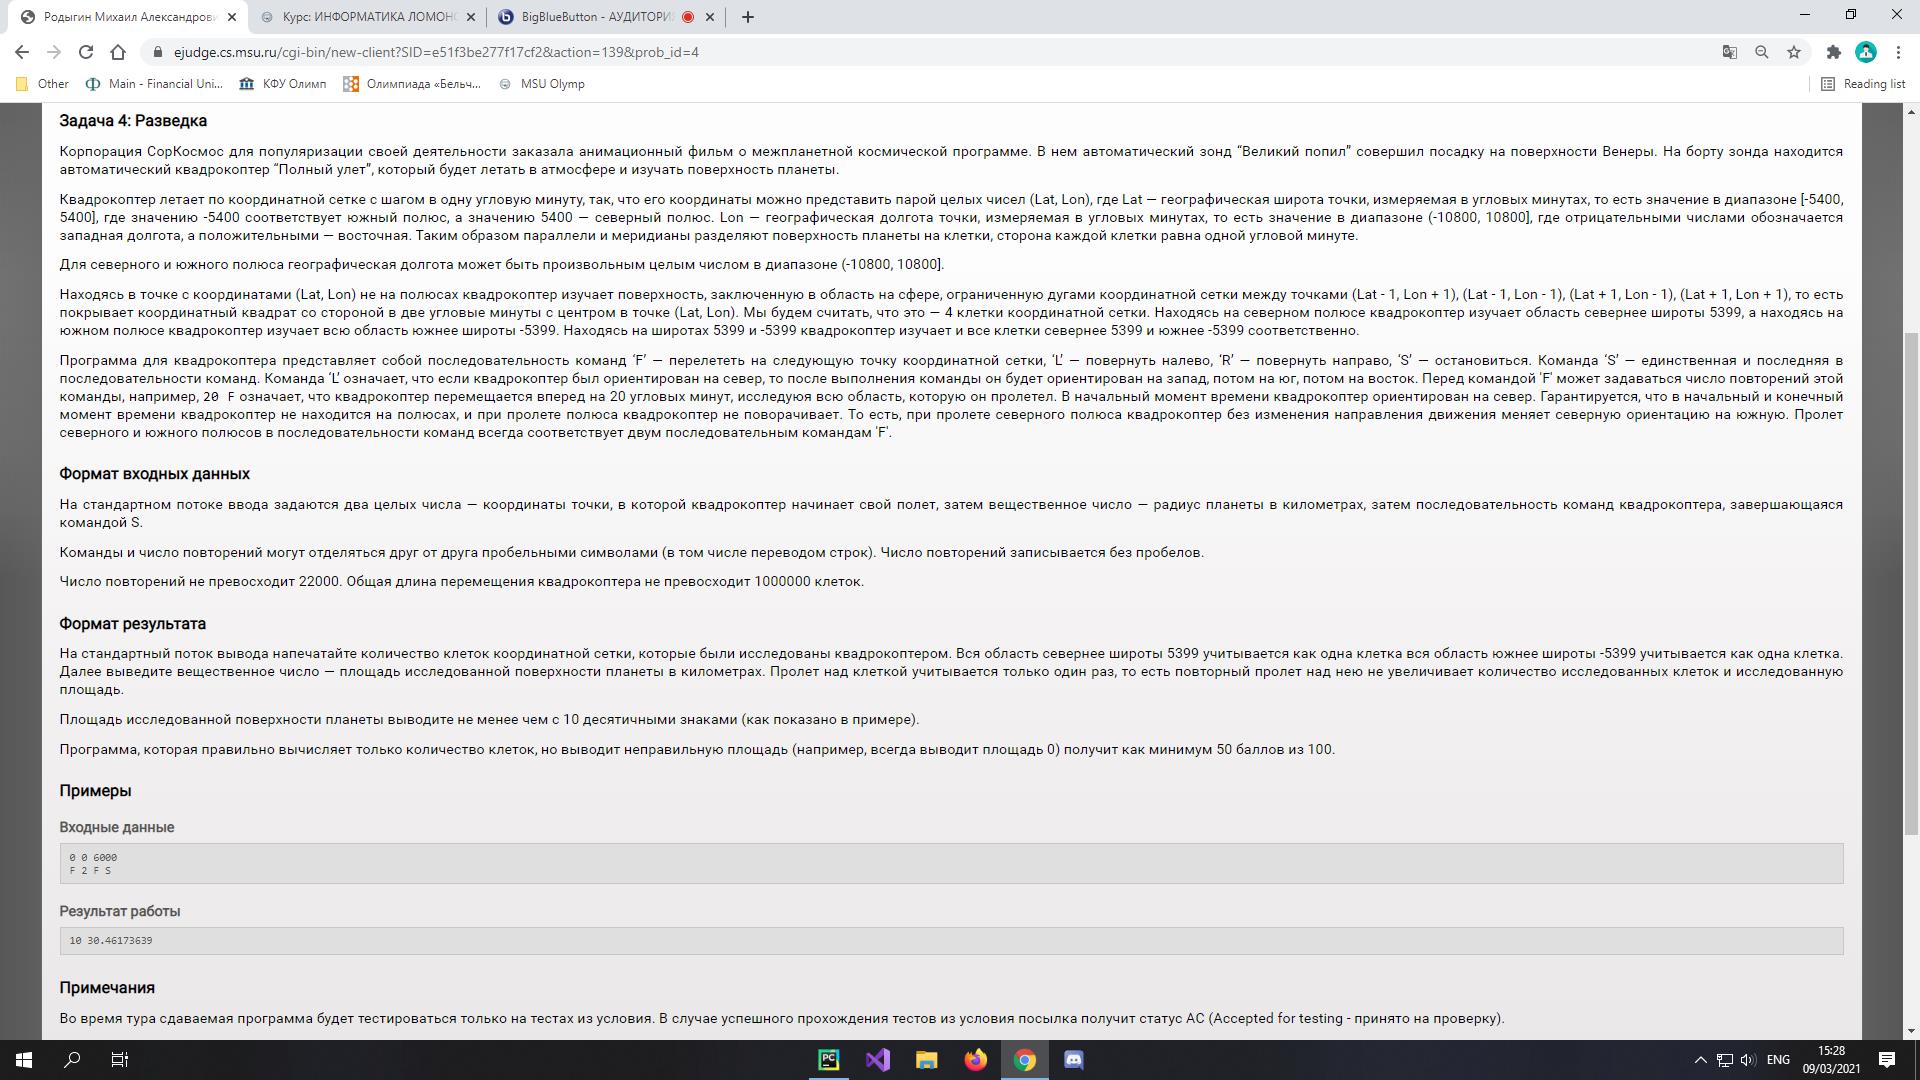 Родыгин Михаил Александрови
Курс: ИНФОРМАТИКА ЛОМОНО
BigBlueButton - АУДИТОРИЯ
ejudge.cs.msu.ru/cgi-bin/new-client?SID=e51f3be277f17cf2&action=139&prob_id=4
Other
Main - Financial Uni...
КФУ Олимп
Олимпиада «Бельч...
MSU Olymp
Reading list
Задача 4: Разведка
Корпорация СорКосмос для популяризации своей деятельности заказала анимационный фильм о межпланетной космической программе. В нем автоматический зонд “Великий попил” совершил посадку на поверхности Венеры. На борту зонда находится
автоматический квадрокоптер “Полный улет”, который будет летать в атмосфере и изучать поверхность планеты.
Квадрокоптер летает по координатной сетке с шагом в одну угловую минуту, так, что его координаты можно представить парой целых чисел (Lat, Lon), где Lat — географическая широта точки, измеряемая в угловых минутах, то есть значение в диапазоне [-5400,
5400], где значению -5400 соответствует южный полюс, а значению 5400 — северный полюс. Lon — географическая долгота точки, измеряемая в угловых минутах, то есть значение в диапазоне (-10800, 10800], где отрицательными числами обозначается
западная долгота, а положительными — восточная. Таким образом параллели и меридианы разделяют поверхность планеты на клетки, сторона каждой клетки равна одной угловой минуте.
Для северного и южного полюса географическая долгота может быть произвольным целым числом в диапазоне (-10800, 10800].
Находясь в точке с координатами (Lat, Lon) не на полюсах квадрокоптер изучает поверхность, заключенную в область на сфере, ограниченную дугами координатной сетки между точками (Lat - 1, Lon + 1), (Lat - 1, Lon - 1), (Lat + 1, Lon - 1), (Lat + 1, Lon + 1), то есть
покрывает координатный квадрат со стороной в две угловые минуты с центром в точке (Lat, Lon). Мы будем считать, что это — 4 клетки координатной сетки. Находясь на северном полюсе квадрокоптер изучает область севернее широты 5399, а находясь на
южном полюсе квадрокоптер изучает всю область южнее широты -5399. Находясь на широтах 5399 и -5399 квадрокоптер изучает и все клетки севернее 5399 и южнее -5399 соответственно.
Программа для квадрокоптера представляет собой последовательность команд ‘F’ — перелететь на следующую точку координатной сетки, ‘L’ — повернуть налево, ‘R’ — повернуть направо, ‘S’ — остановиться. Команда ‘S’ — единственная и последняя в
последовательности команд. Команда ‘L’ означает, что если квадрокоптер был ориентирован на север, то после выполнения команды он будет ориентирован на запад, потом на юг, потом на восток. Перед командой 'F' может задаваться число повторений этой
команды, например, 20 F означает, что квадрокоптер перемещается вперед на 20 угловых минут, исследуюя всю область, которую он пролетел. В начальный момент времени квадрокоптер ориентирован на север. Гарантируется, что в начальный и конечный
момент времени квадрокоптер не находится на полюсах, и при пролете полюса квадрокоптер не поворачивает. То есть, при пролете северного полюса квадрокоптер без изменения направления движения меняет северную ориентацию на южную. Пролет
северного и южного полюсов в последовательности команд всегда соответствует двум последовательным командам 'F'.
Формат входных данных
На стандартном потоке ввода задаются два целых числа — координаты точки, в которой квадрокоптер начинает свой полет, затем вещественное число — радиус планеты в километрах, затем последовательность команд квадрокоптера, завершающаяся
командой S.
Команды и число повторений могут отделяться друг от друга пробельными символами (в том числе переводом строк). Число повторений записывается без пробелов.
Число повторений не превосходит 22000. Общая длина перемещения квадрокоптера не превосходит 1000000 клеток.
Формат результата
На стандартный поток вывода напечатайте количество клеток координатной сетки, которые были исследованы квадрокоптером. Вся область севернее широты 5399 учитывается как одна клетка вся область южнее широты -5399 учитывается как одна клетка.
Далее выведите вещественное число — площадь исследованной поверхности планеты в километрах. Пролет над клеткой учитывается только один раз, то есть повторный пролет над нею не увеличивает количество исследованных клеток и исследованную
площадь.
Площадь исследованной поверхности планеты выводите не менее чем с 10 десятичными знаками (как показано в примере).
Программа, которая правильно вычисляет только количество клеток, но выводит неправильную площадь (например, всегда выводит площадь 0) получит как минимум 50 баллов из 100.
Примеры
Входные данные
0 0 6000
F 2 F S
Результат работы
10 30.46173639
Примечания
Во время тура сдаваемая программа будет тестироваться только на тестах из условия. В случае успешного прохождения тестов из условия посылка получит статус AC (Accepted for testing - принято на проверку).
ENG
15:28
09/03/2021